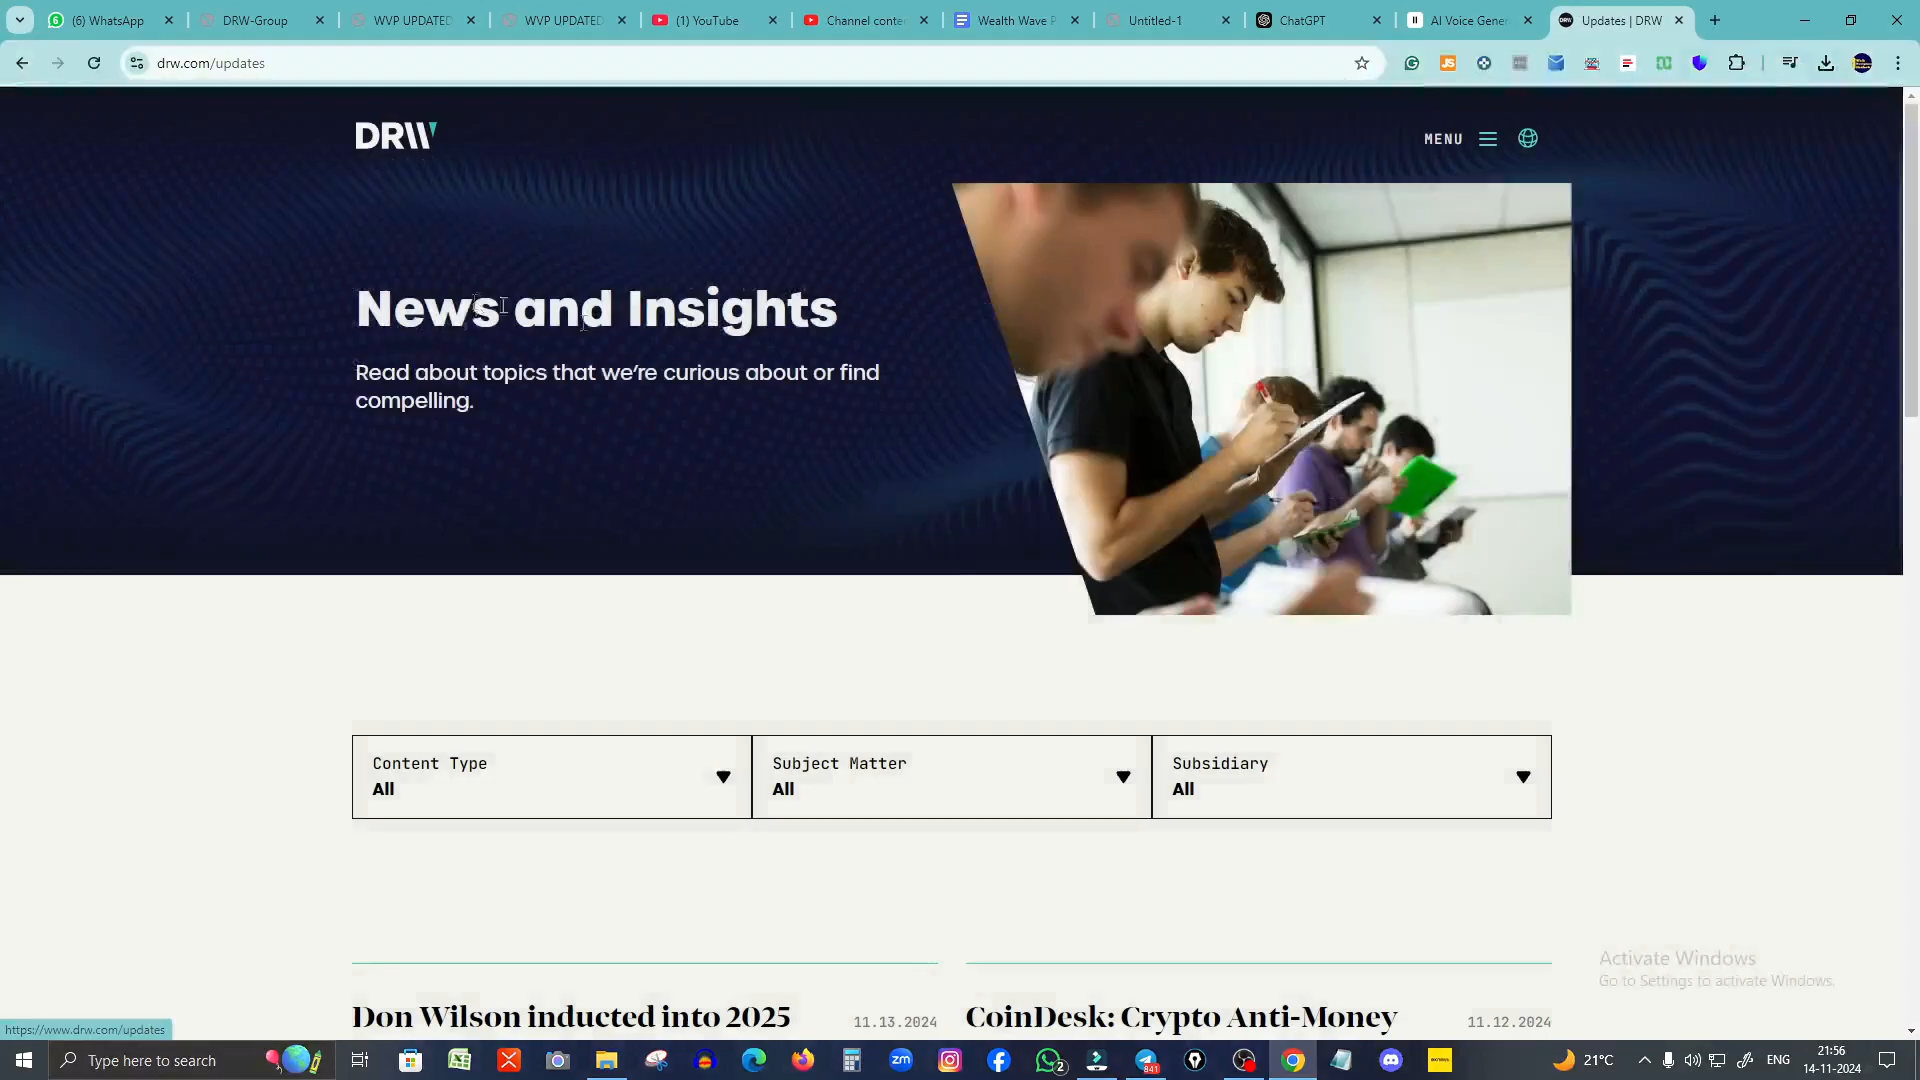 (6) WhatsApp
DRW-Group
WVP UPDATED
WVP UPDATED
(1) YouTube
Channel conte
Wealth Wave P
Untitled-1
ChatGPT
AI Voice Gene
Updates | DRW
drw.com/updates
DRW
MENU
News and Insights
Read about topics that we're curious about or find
compelling.
Content Type
All
Subject Matter
All
Subsidiary
All
Don Wilson inducted into 2025
11.13.2024
CoinDesk: Crypto Anti-Money
11.12.2024
Activate Windows
Go to Settings to activate Windows.
https://www.drw.com/updates
Type here to search
zm
2
841
21°C
ENG
21:56
14-11-2024